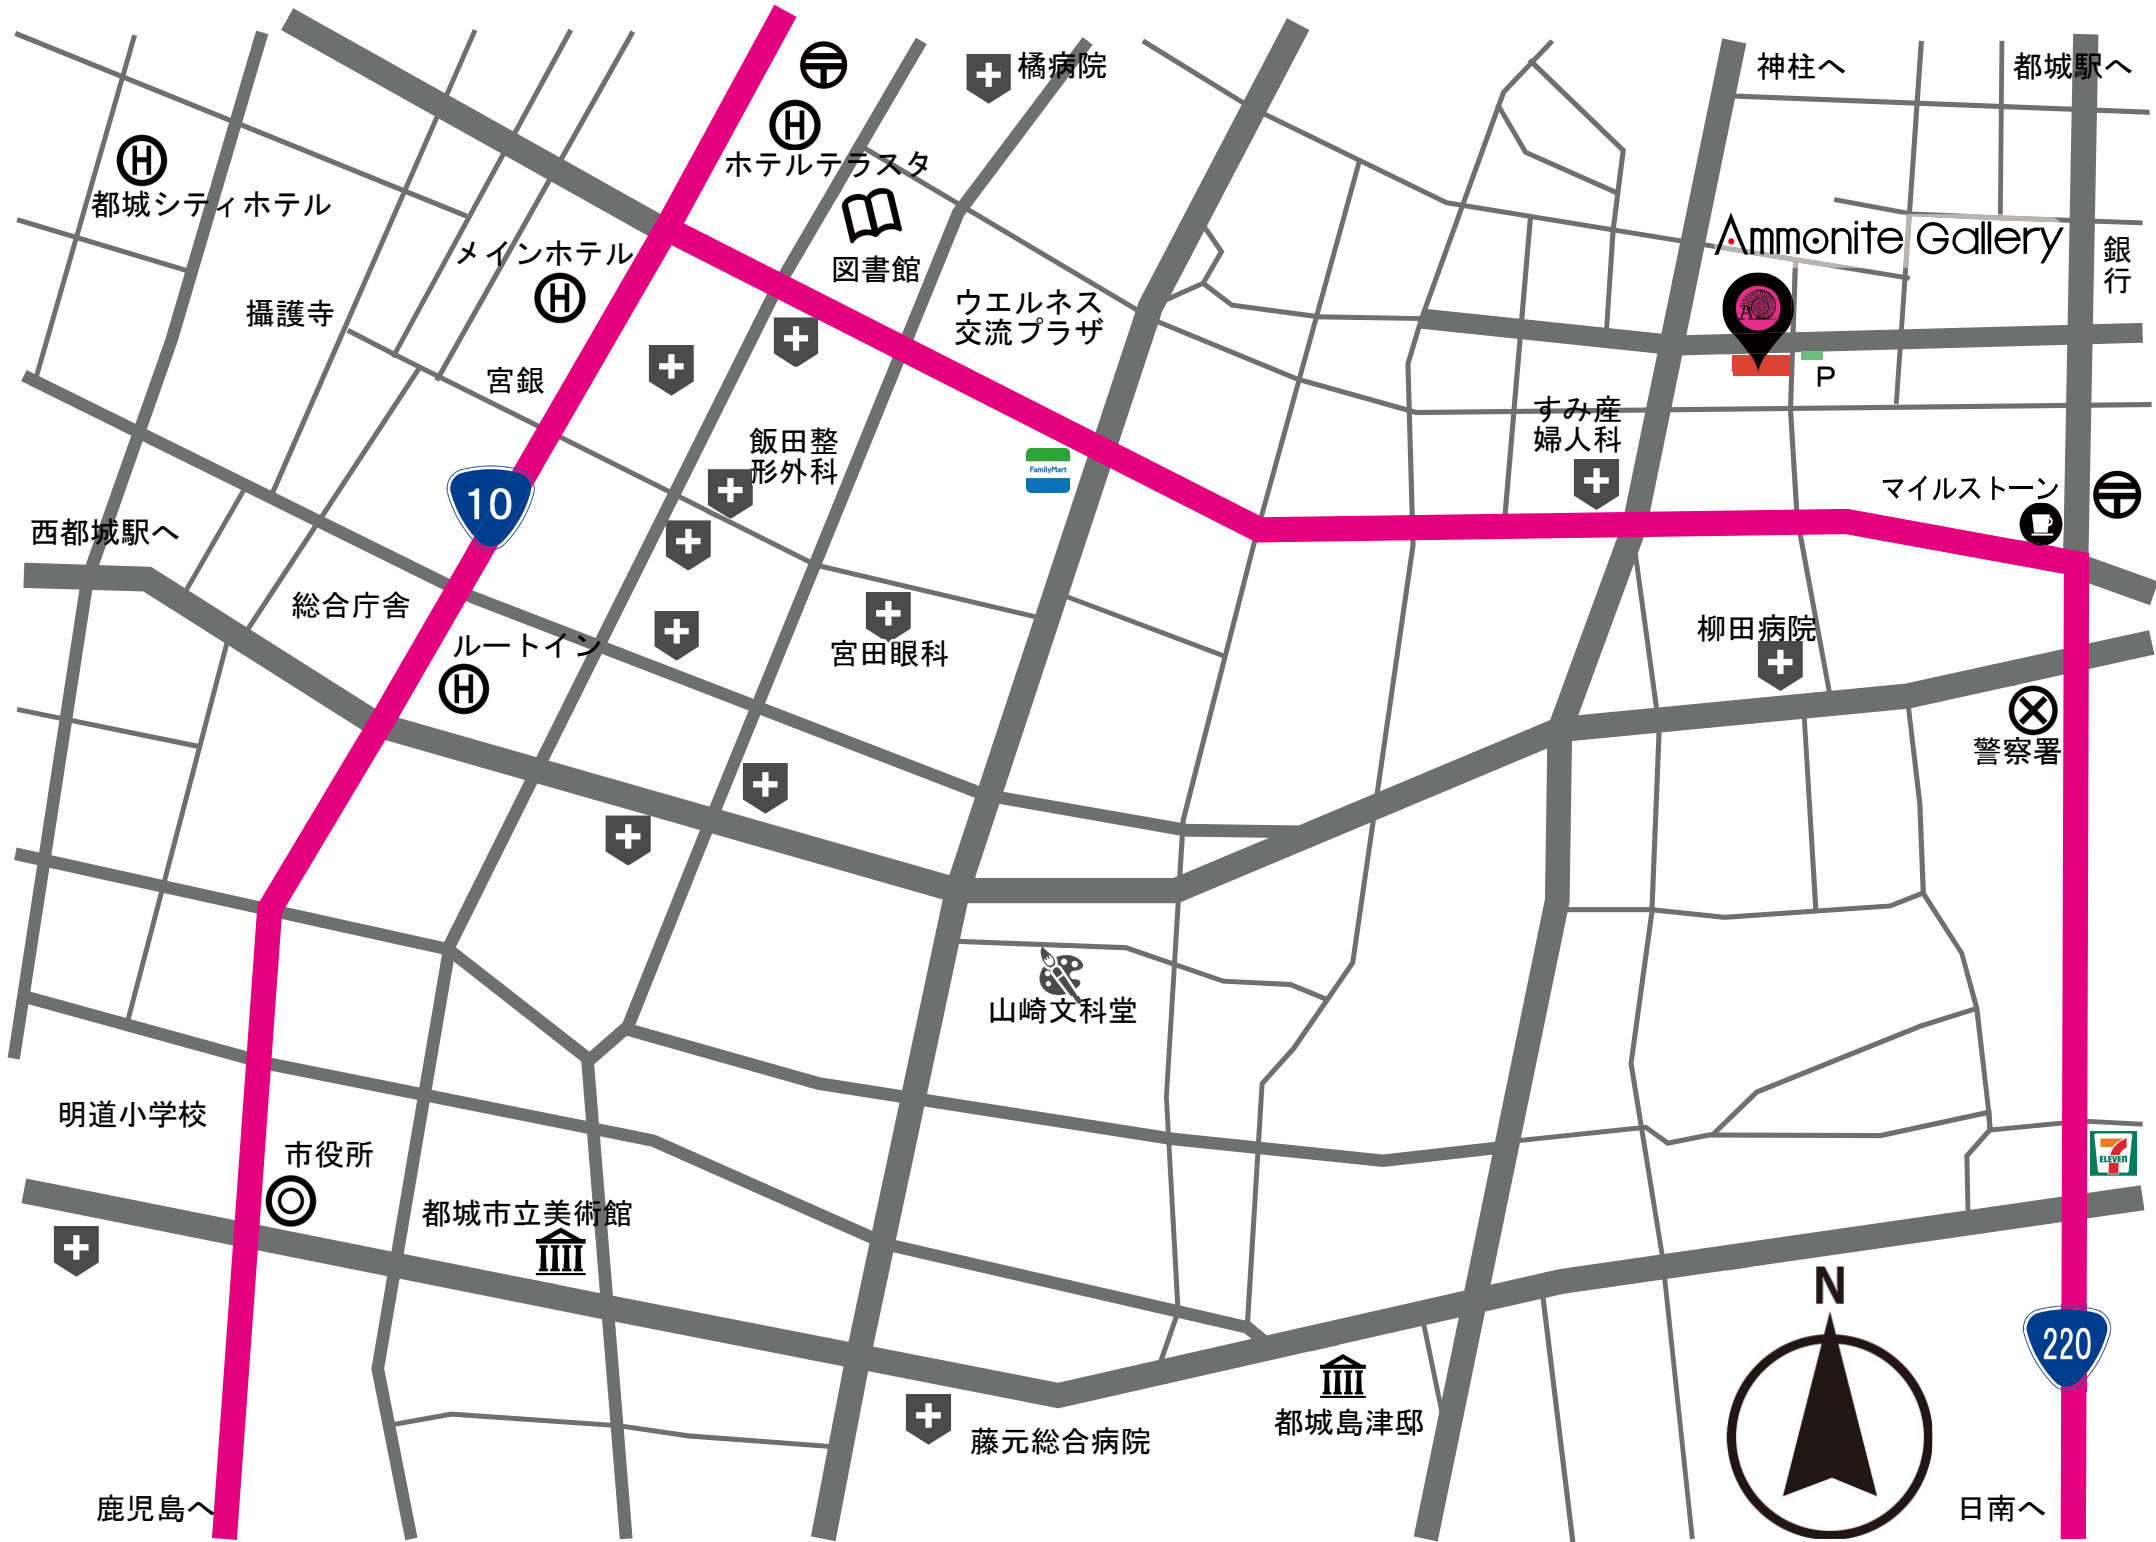 橘病院
神柱へ
都城駅へ
ホテルテラスタ
都城シティホテル
メインホテル
図書館
Ammonite Gallery
銀
行
攝護寺
ウエルネス
交流プラザ
A
宮銀
P
すみ産
婦人科
飯田整
形外科
FamilyMart
10
マイルストーン
西都城駅へ
総合庁舎
ルートイン
宮田眼科
柳田病院
警察署
山崎文科堂
明道小学校
市役所
7
ELEVEN
都城市立美術館
N
220
都城島津邸
藤元総合病院
鹿児島へ
日南へ